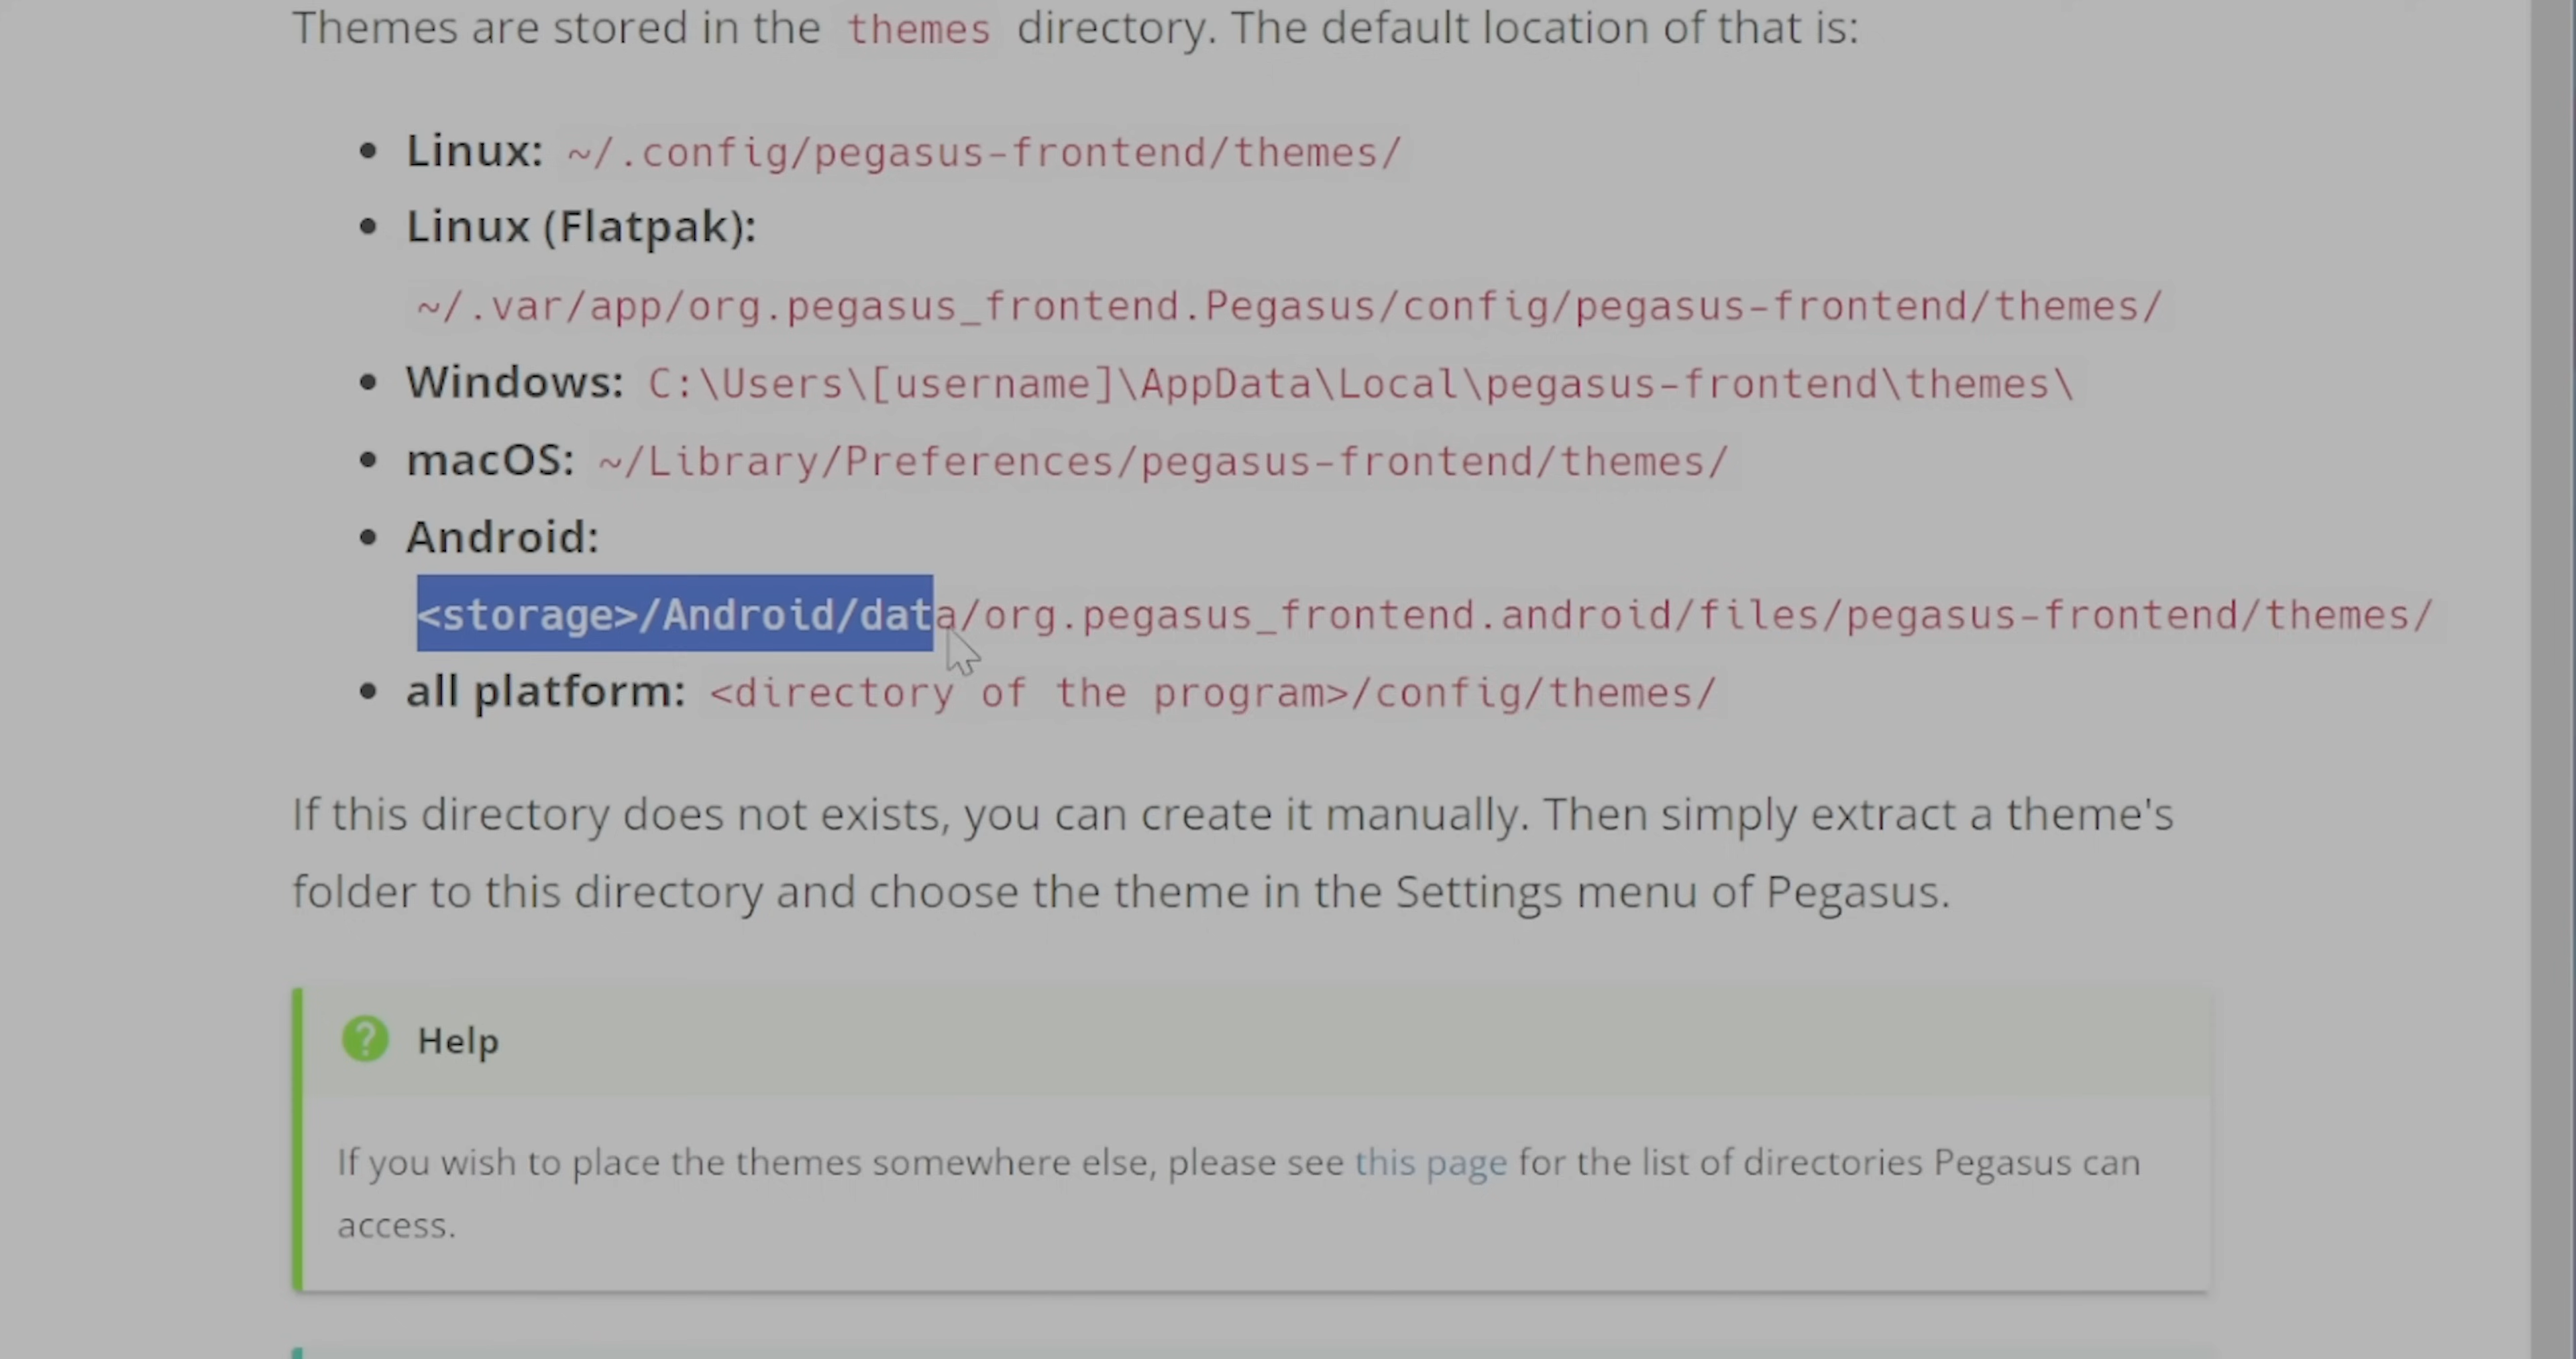 Themes are stored in the themes directory. The default location of that is:
Linux: ~/.config/pegasus-frontend/themes/
Linux (Flatpak):
~/.var/app/org.pegasus_frontend.Pegasus/config/pegasus-frontend/themes/
Windows: C:\Users\[username]\AppData\Local\pegasus-frontend\themes\
macOS: ~/Library/Preferences/pegasus-frontend/themes/
Android:
<storage>/Android/data/org.pegasus_frontend.android/files/pegasus-frontend/themes/
all platform: <directory of the program>/config/themes/
If this directory does not exists, you can create it manually. Then simply extract a theme's
folder to this directory and choose the theme in the Settings menu of Pegasus.
Help
If you wish to place the themes somewhere else, please see this page for the list of directories Pegasus can
access.